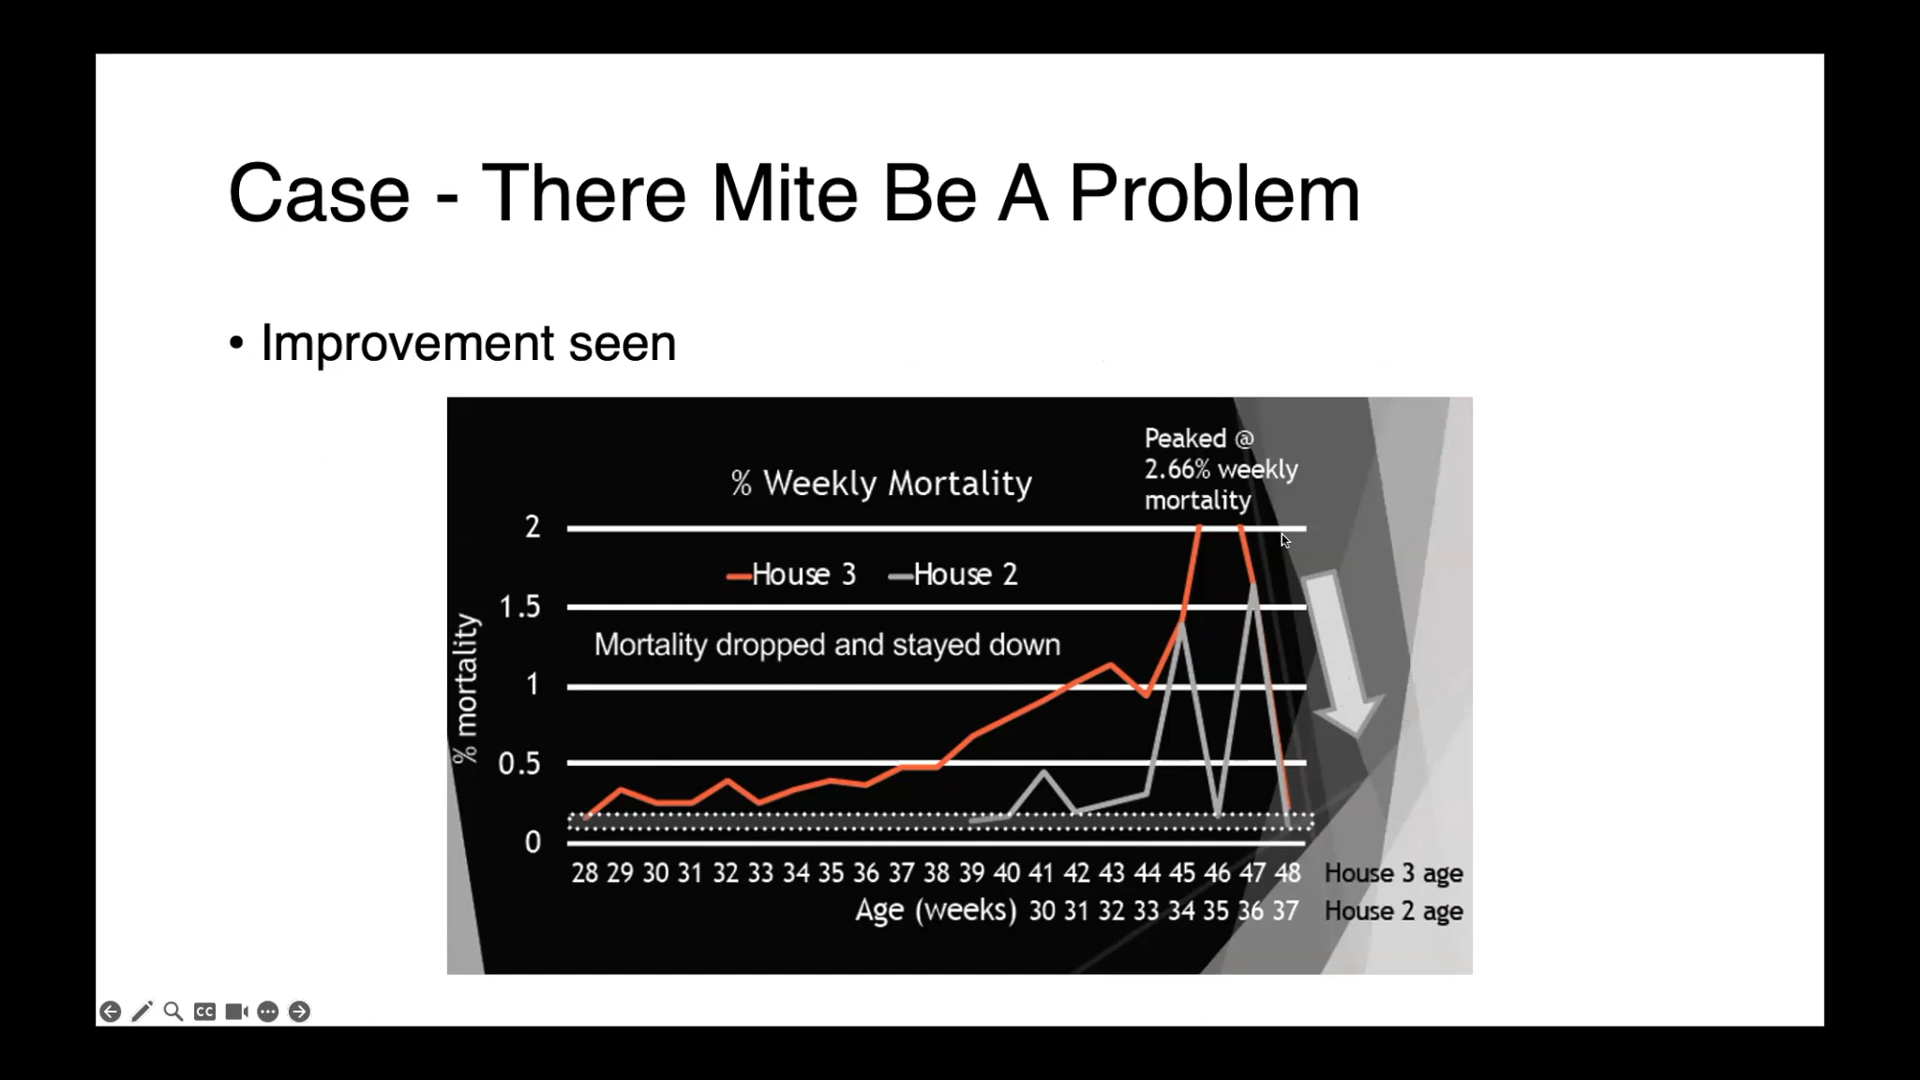 Case - There Mite Be A Problem
• Improvement seen
Peaked @
2.66% weekly
mortality
% Weekly Mortality
2
House 3 House 2
1.5
Mortality dropped and stayed down
% mortality
1
0.5
0
28 29 30 31 32 33 34 35 36 37 38 39 40 41 42 43 44 45 46 47 48 House 3 age
Age (weeks) 30 31 32 33 34 35 36 37 House 2 age
CC